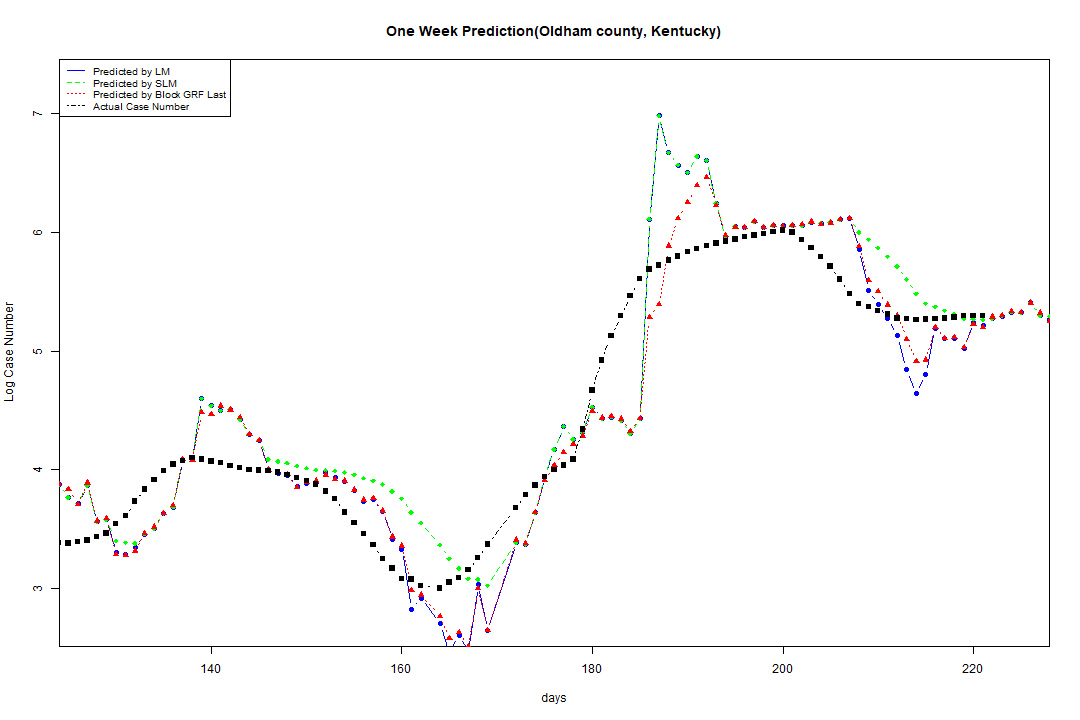 One Week Prediction(Oldham county, Kentucky)
Predicted by LM
Predicted by SLM
Predicted by Block GRF Last
Actual Case Number
7
6
5
4
3
Log Case Number
140 160 180 200 220
days